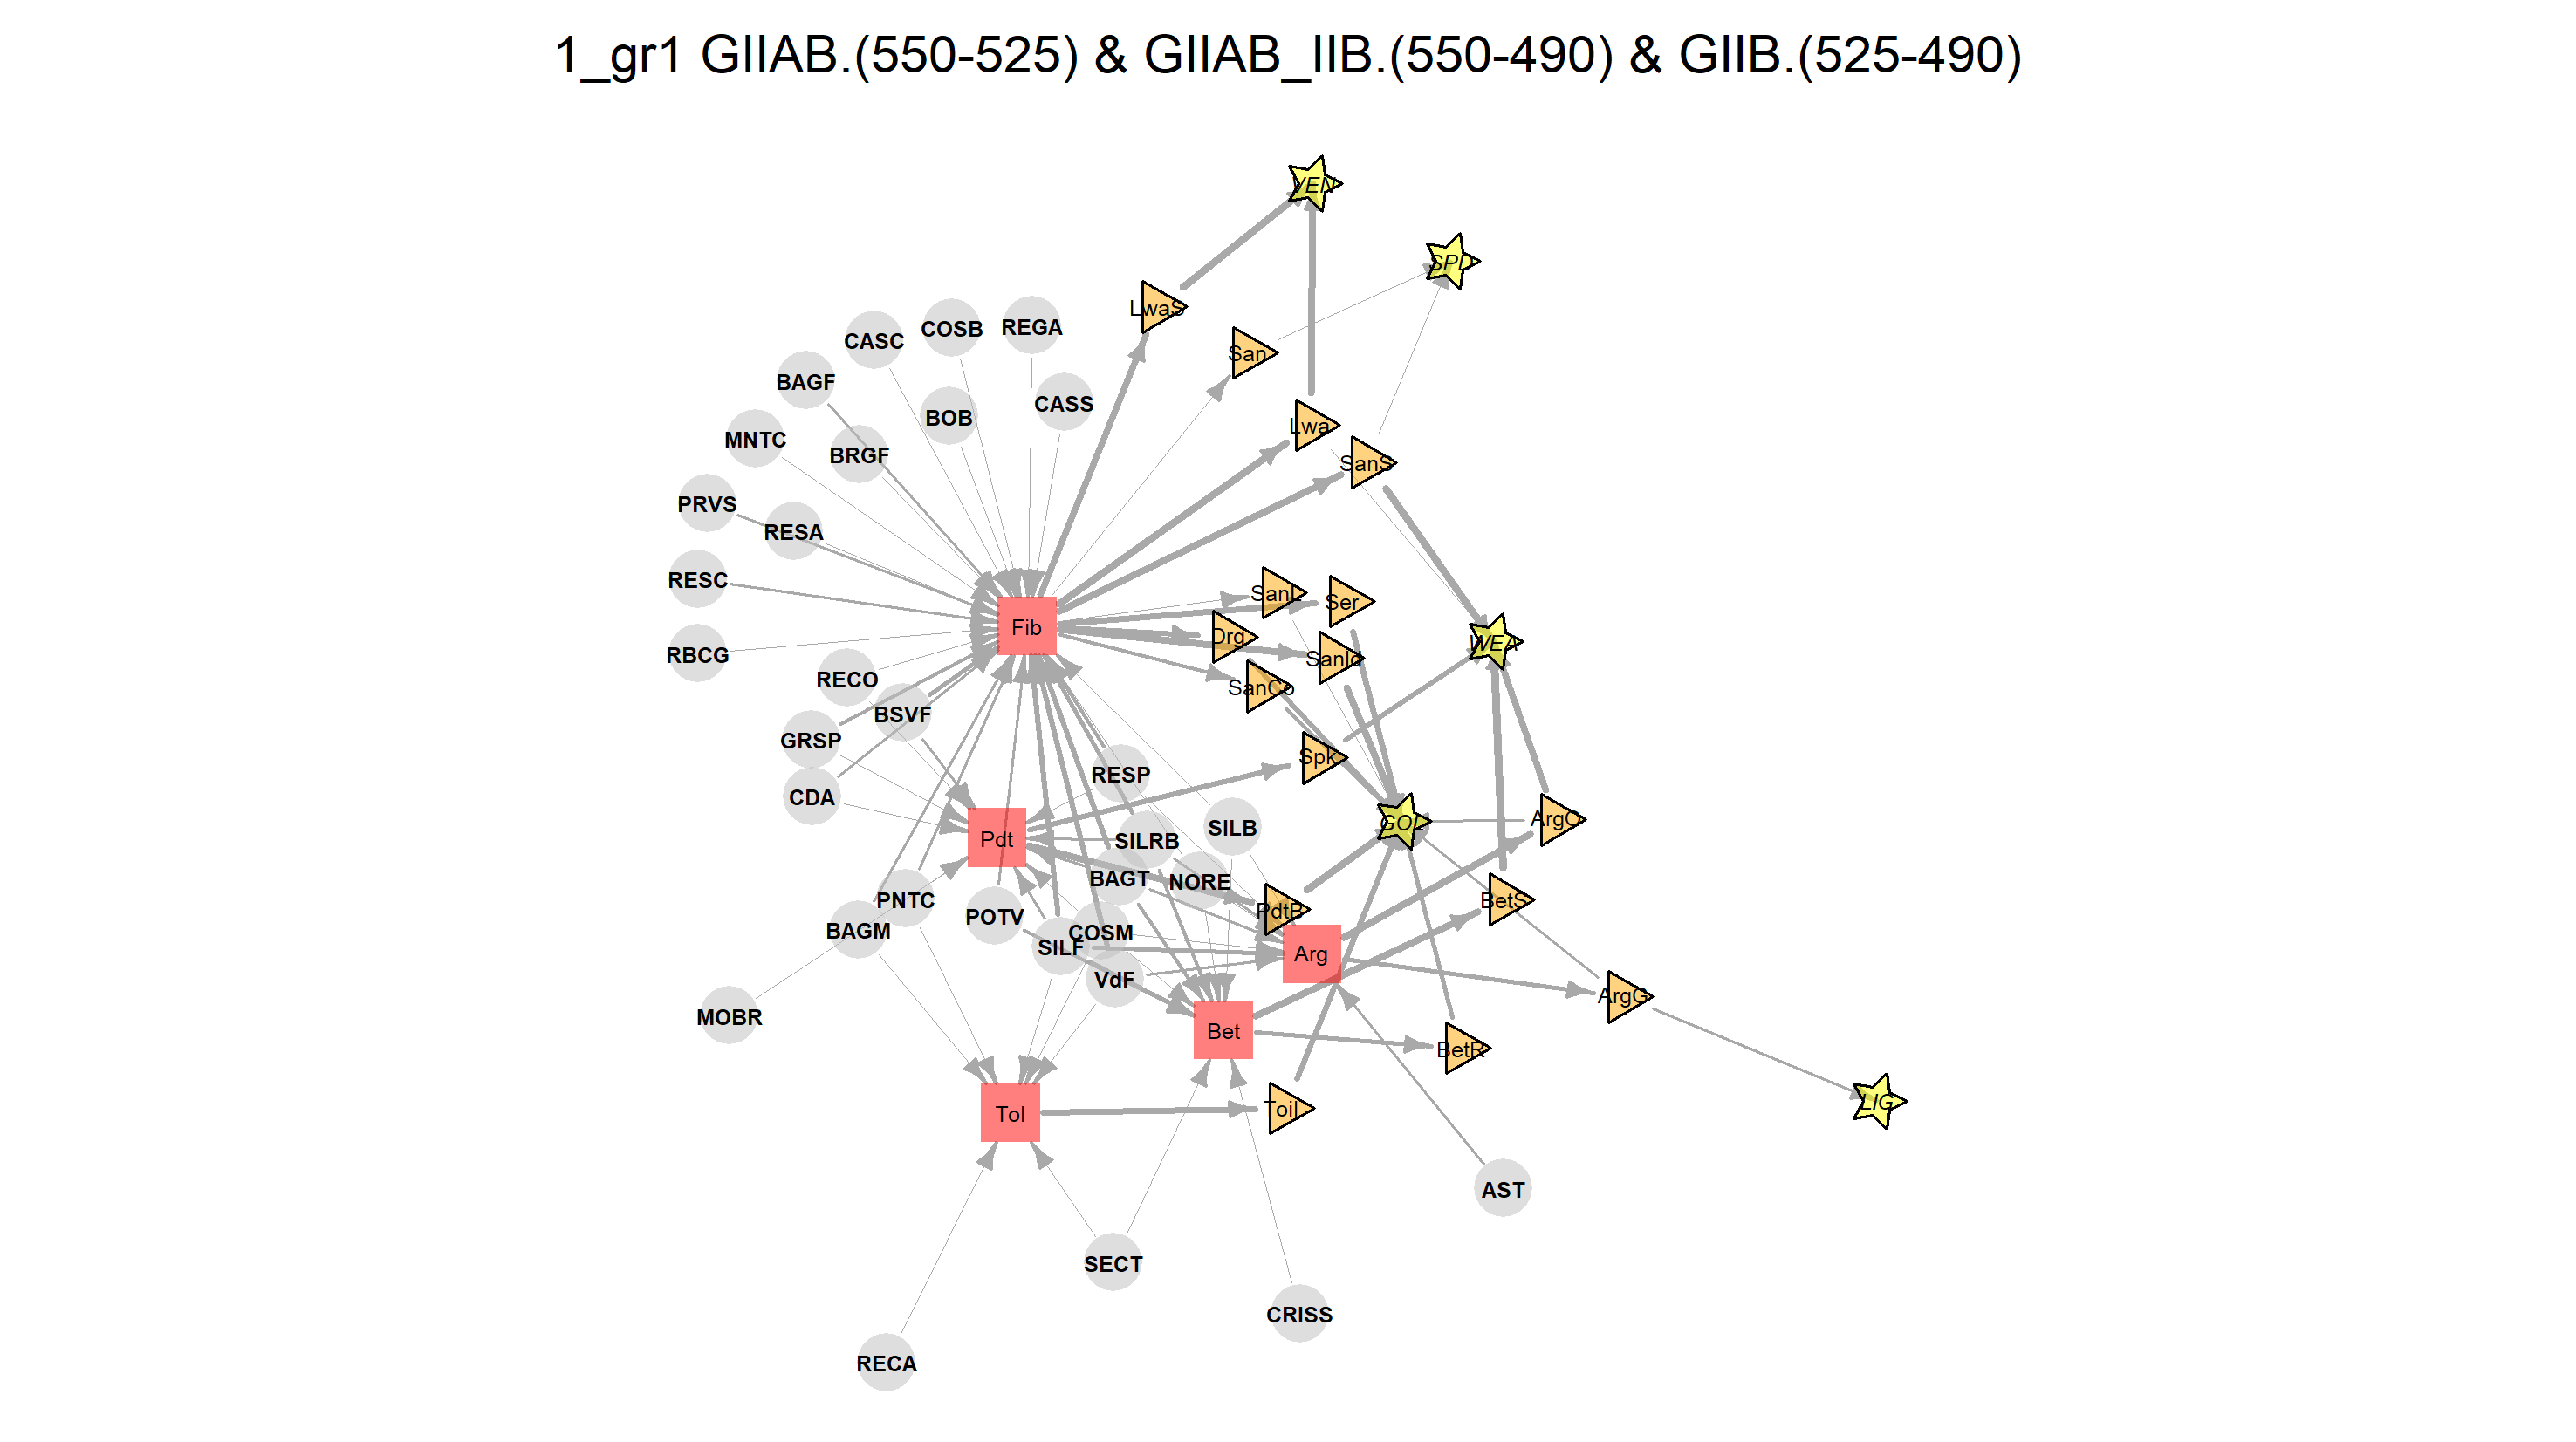 1_gr1 GIIAB.(550-525) & GIIAB_IIB.(550-490) & GIIB.(525-490)
VEN
SPD
LwaS
REGA
COSB
CASC
San
BAGF
CASS
BOB
Lwa
MNTC
BRGF
SanS
PRVS
RESA
RESC
SanL
Ser
Fib
Drg
WEA
RBCG
SanId
RECO
SanCo
BSVF
GRSP
Spk
RESP
CDA
ArgO
GOL
SILB
Pdt
SILRB
BAGT
NORE
PNTC
BetS
PdtB
POTV
BAGM
COSM
SILF
Arg
VdF
ArgG
MOBR
Bet
BetR
LIG
Toil
Tol
AST
SECT
CRISS
RECA